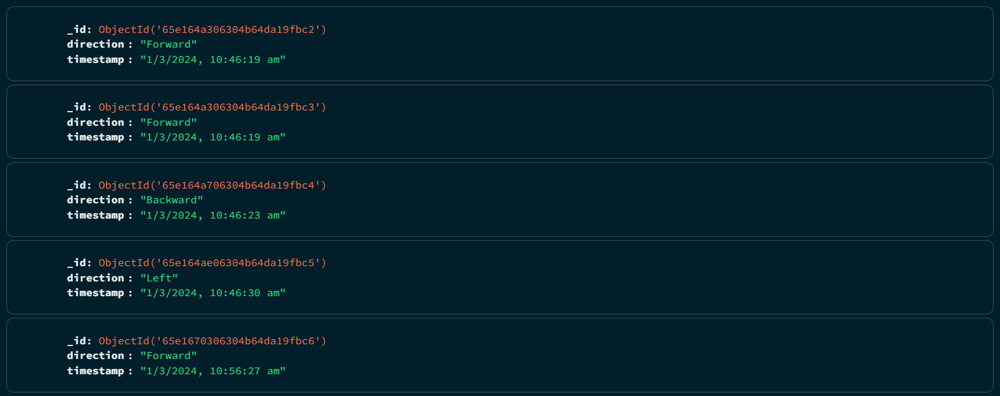 _id: ObjectId('65e164a306304b64da19fbc2')
direction : "Forward"
timestamp : "1/3/2024, 10:46:19 am"
_id: ObjectId('65e164a306304b64da19fbc3')
direction : "Forward"
timestamp : "1/3/2024, 10:46:19 am"
_id: ObjectId('65e164a706304b64da19fbc4')
direction : "Backward"
timestamp : "1/3/2024, 10:46:23 am"
_id: ObjectId('65e164ae06304b64da19fbc5')
direction : "Left"
timestamp : "1/3/2024, 10:46:30 am"
_id: ObjectId('65e1670306304b64da19fbc6')
direction : "Forward"
timestamp : "1/3/2024, 10:56:27 am"